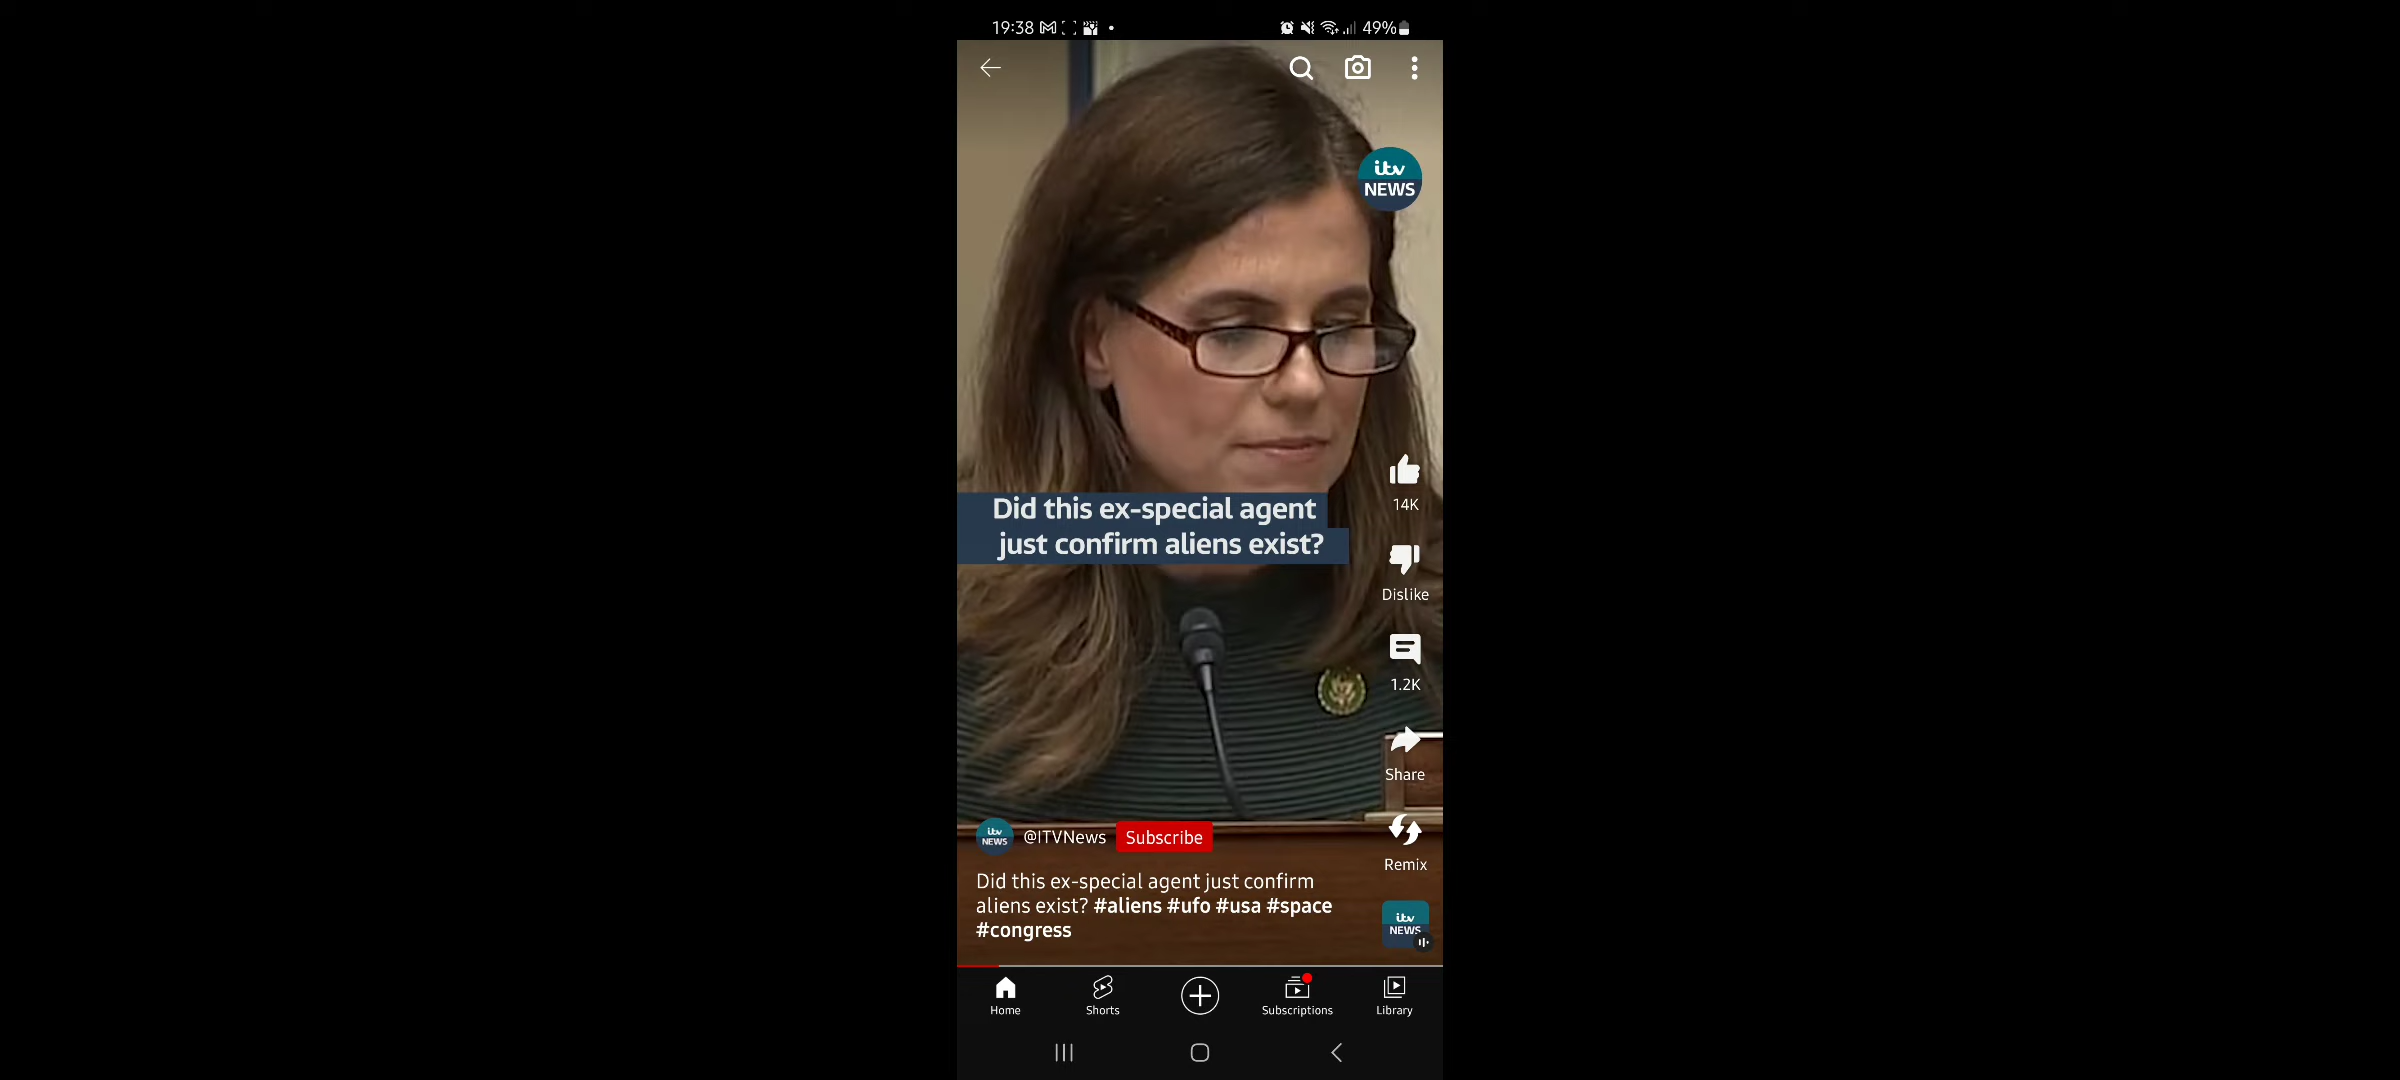 19:38
49%
itv
NEWS
Did this ex-special agent
just confirm aliens exist?
14K
Dislike
1.2K
Share
Remix
itv
NEWS
@ITVNews
Subscribe
Did this ex-special agent just confirm
aliens exist? #aliens #ufo #usa #space
#congress
itv
NEWS
Home
Shorts
Subscriptions
Library